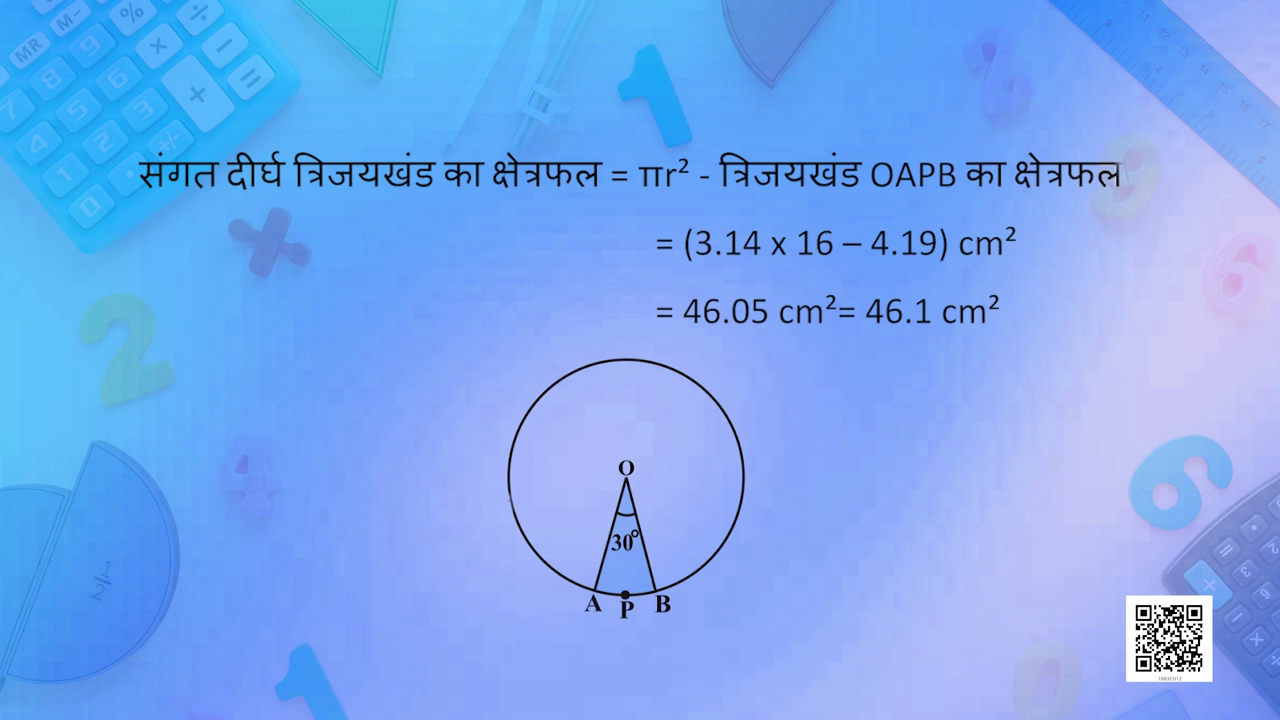 संगत दीर्घ त्रिजयखंड का क्षेत्रफल = πr² - त्रिजयखंड OAPB का क्षेत्रफल
= (3.14 x 16 – 4.19) cm²
= 46.05 cm²= 46.1 cm²
O
30°
A P B